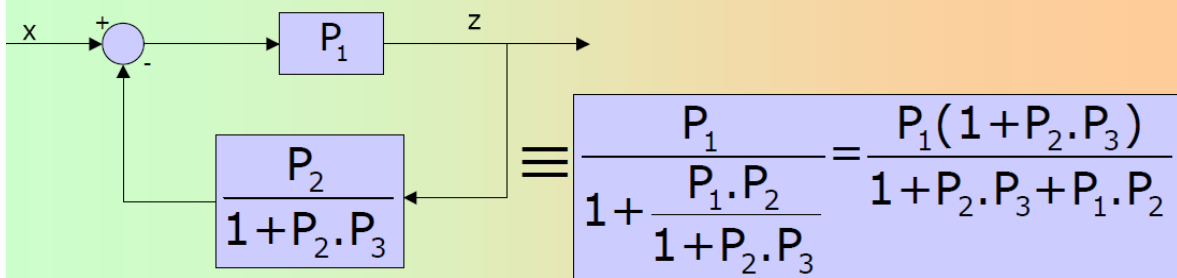 x
+
-
P₁
z
P₂
1+P₂.P₃
≡
P₁
1+
P₁.P₂
1+P₂.P₃
=
P₁(1+P₂.P₃)
1+P₂.P₃+P₁.P₂